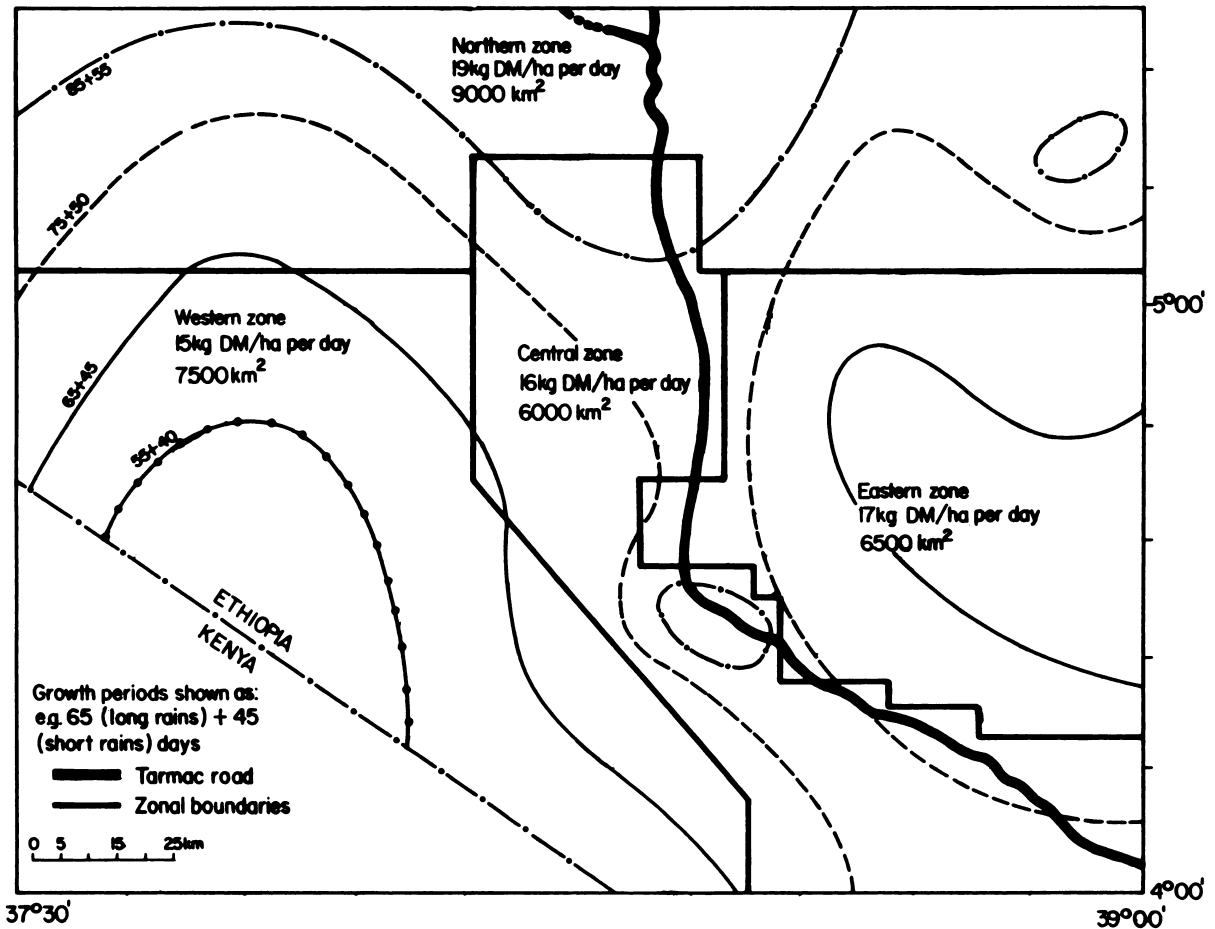 Northern zone
19kg DM/ha per day
9000 km²
85+55
75+50
5°00'
Western zone
15kg DM/ha per day
7500 km²
Central zone
16kg DM/ha per day
6000 km²
65+45
55+40
Eastern zone
17kg DM/ha per day
6500 km²
ETHIOPIA
KENYA
Growth periods shown as:
e.g. 65 (long rains) + 45
(short rains) days
Tarmac road
Zonal boundaries
0 5 15 25km
4°00'
37°30'
39°00'